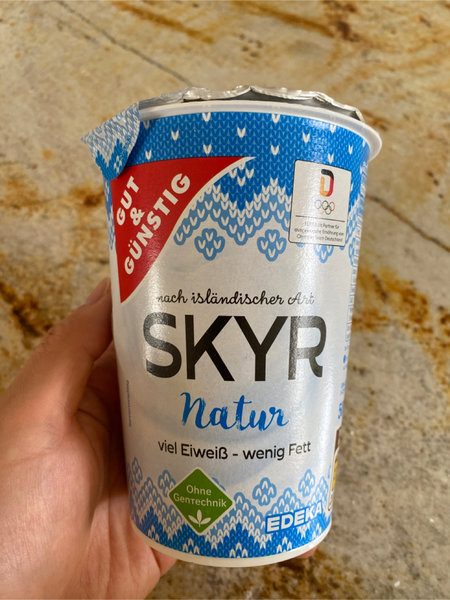 GUT
&
GÜNSTIG
nach isländischer Art
SKYR
Natur
viel Eiweiß - wenig Fett
Ohne
Gentechnik
EDEKA